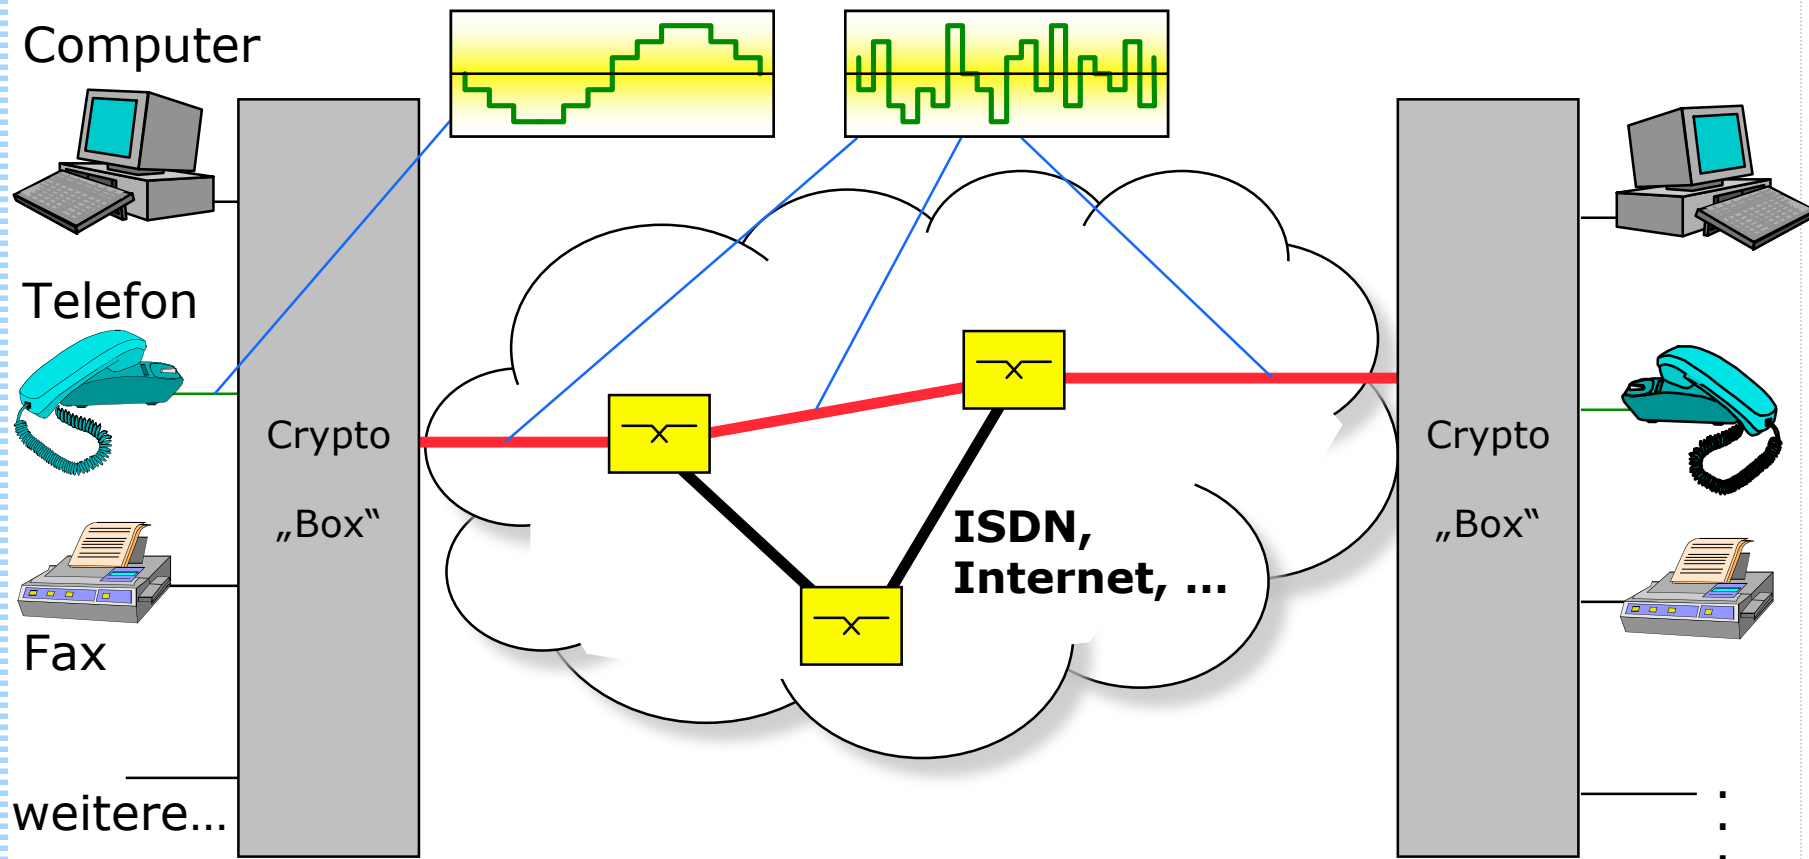 Computer
Telefon
Crypto
„Box“
Fax
weitere...
ISDN,
Internet, ...
Crypto
„Box“
.
.
.